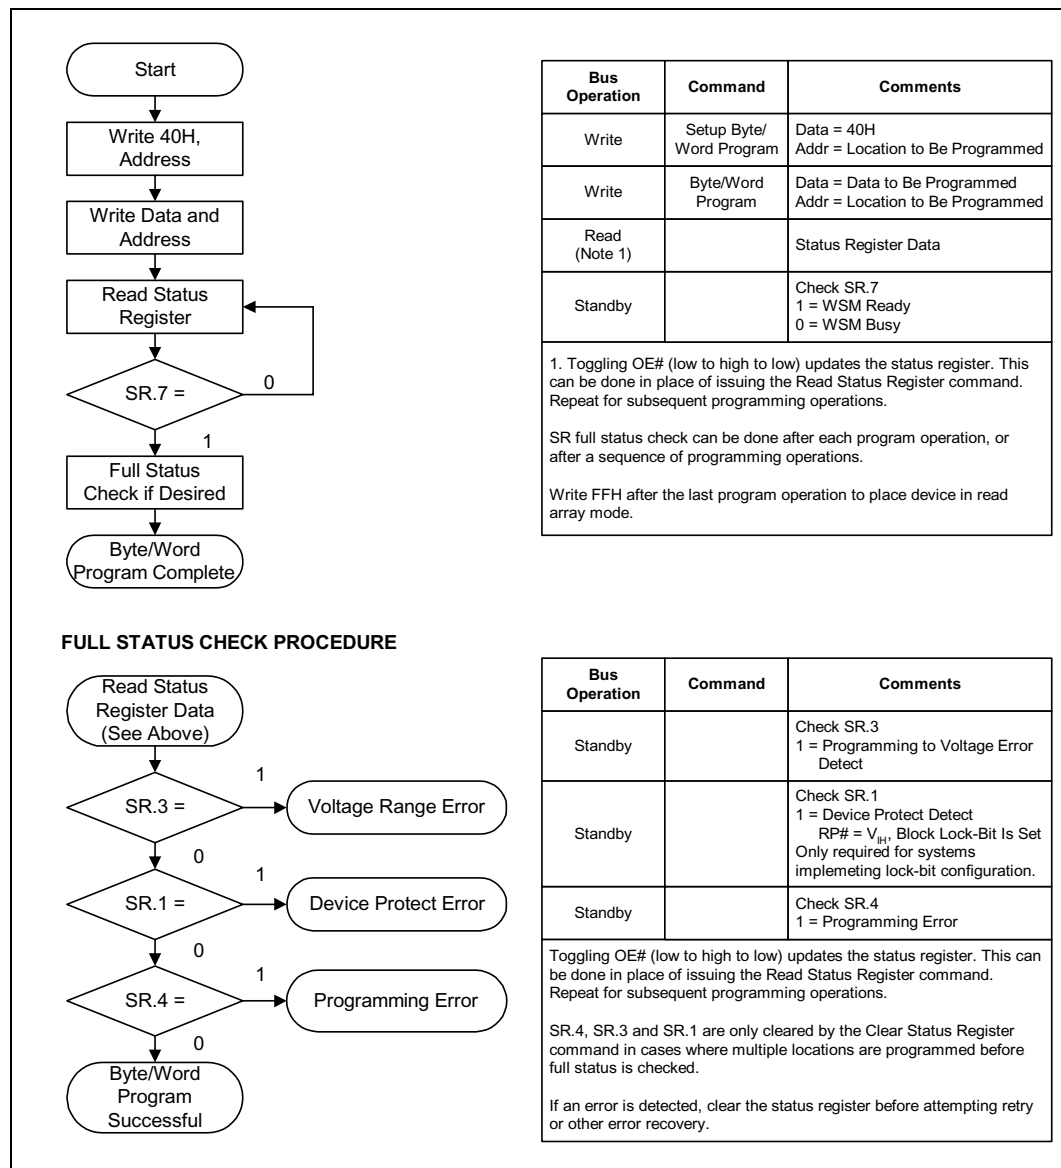 Start
Write 40H,
Address
Write Data and
Address
Read Status
Register
SR.7 =
0
1
Full Status
Check if Desired
Byte/Word
Program Complete
Bus
Operation
Command
Comments
Write
Setup Byte/
Word Program
Data = 40H
Addr = Location to Be Programmed
Write
Byte/Word
Program
Data = Data to Be Programmed
Addr = Location to Be Programmed
Read
(Note 1)
Status Register Data
Standby
Check SR.7
1 = WSM Ready
0 = WSM Busy
1. Toggling OE# (low to high to low) updates the status register. This
can be done in place of issuing the Read Status Register command.
Repeat for subsequent programming operations.
SR full status check can be done after each program operation, or
after a sequence of programming operations.
Write FFH after the last program operation to place device in read
array mode.
FULL STATUS CHECK PROCEDURE
Read Status
Register Data
(See Above)
SR.3 =
1
Voltage Range Error
0
SR.1 =
1
Device Protect Error
0
SR.4 =
1
Programming Error
0
Byte/Word
Program
Successful
Bus
Operation
Command
Comments
Standby
Check SR.3
1 = Programming to Voltage Error
Detect
Standby
Check SR.1
1 = Device Protect Detect
RP# = VIH, Block Lock-Bit Is Set
Only required for systems
implemeting lock-bit configuration.
Standby
Check SR.4
1 = Programming Error
Toggling OE# (low to high to low) updates the status register. This can
be done in place of issuing the Read Status Register command.
Repeat for subsequent programming operations.
SR.4, SR.3 and SR.1 are only cleared by the Clear Status Register
command in cases where multiple locations are programmed before
full status is checked.
If an error is detected, clear the status register before attempting retry
or other error recovery.